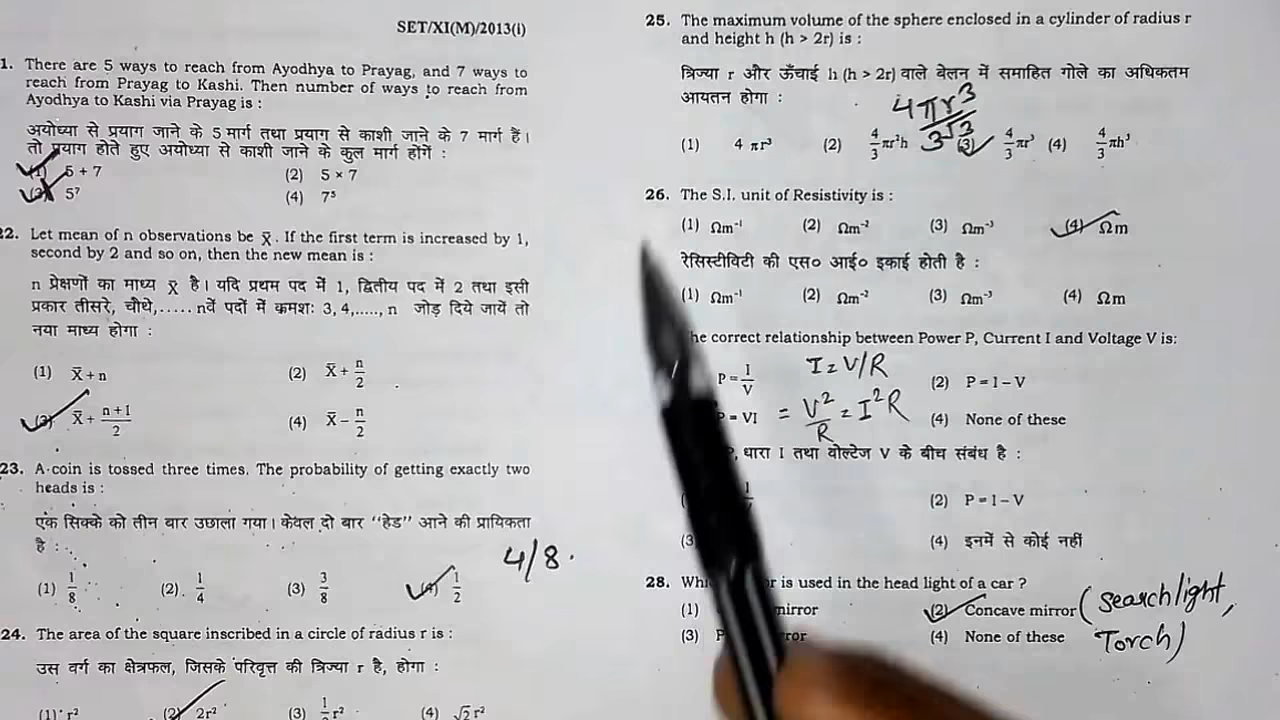 SET/XI(M)/2013(i)
1. There are 5 ways to reach from Ayodhya to Prayag, and 7 ways to
reach from Prayag to Kashi. Then number of ways to reach from
Ayodhya to Kashi via Prayag is :
अयोध्या से प्रयाग जाने के 5 मार्ग तथा प्रयाग से काशी जाने के 7 मार्ग हैं।
तो प्रयाग होते हुए अयोध्या से काशी जाने के कुल मार्ग होंगे :
(1) 5 + 7 (2) 5 × 7
(3) 5⁷ (4) 7⁵
22. Let mean of n observations be x̄. If the first term is increased by 1,
second by 2 and so on, then the new mean is :
n प्रेक्षणों का माध्य x̄ है। यदि प्रथम पद में 1, द्वितीय पद में 2 तथा इसी
प्रकार तीसरे, चौथे,..... nवें पदों में क्रमशः 3, 4,....., n जोड़ दिये जायें तो
नया माध्य होगा :
(1) X̄ + n (2) X̄ + n/2
(3) X̄ + (n+1)/2 (4) X̄ − n/2
23. A coin is tossed three times. The probability of getting exactly two
heads is :
एक सिक्के को तीन बार उछाला गया। केवल दो बार "हेड" आने की प्रायिकता
है :
4/8.
(1) 1/8 (2) 1/4 (3) 3/8 (4) 1/2
24. The area of the square inscribed in a circle of radius r is :
उस वर्ग का क्षेत्रफल, जिसके परिवृत्त की त्रिज्या r है, होगा :
(1) r² (2) 2r² (3) 1/2 r² (4) √2 r²
25. The maximum volume of the sphere enclosed in a cylinder of radius r
and height h (h > 2r) is :
त्रिज्या r और ऊँचाई h (h > 2r) वाले बेलन में समाहित गोले का अधिकतम
आयतन होगा :
4πr³
(1) 4 πr³ (2) 4/3 πr²h (3) 4/3 πr³ (4) 4/3 πh³
26. The S.I. unit of Resistivity is :
(1) Ωm⁻¹ (2) Ωm⁻² (3) Ωm⁻³ (4) Ωm
रेसिस्टीविटी की एस० आई० इकाई होती है :
(1) Ωm⁻¹ (2) Ωm⁻² (3) Ωm⁻³ (4) Ωm
he correct relationship between Power P, Current I and Voltage V is:
I = V/R
P = I/V (2) P = I − V
= VI = V²/R = I²R (4) None of these
, धारा I तथा वोल्टेज V के बीच संबंध है :
(2) P = I − V
(3 (4) इनमें से कोई नहीं
28. Whi r is used in the head light of a car ?
(1) mirror (2) Concave mirror (searchlight,
(3) P ror (4) None of these Torch)